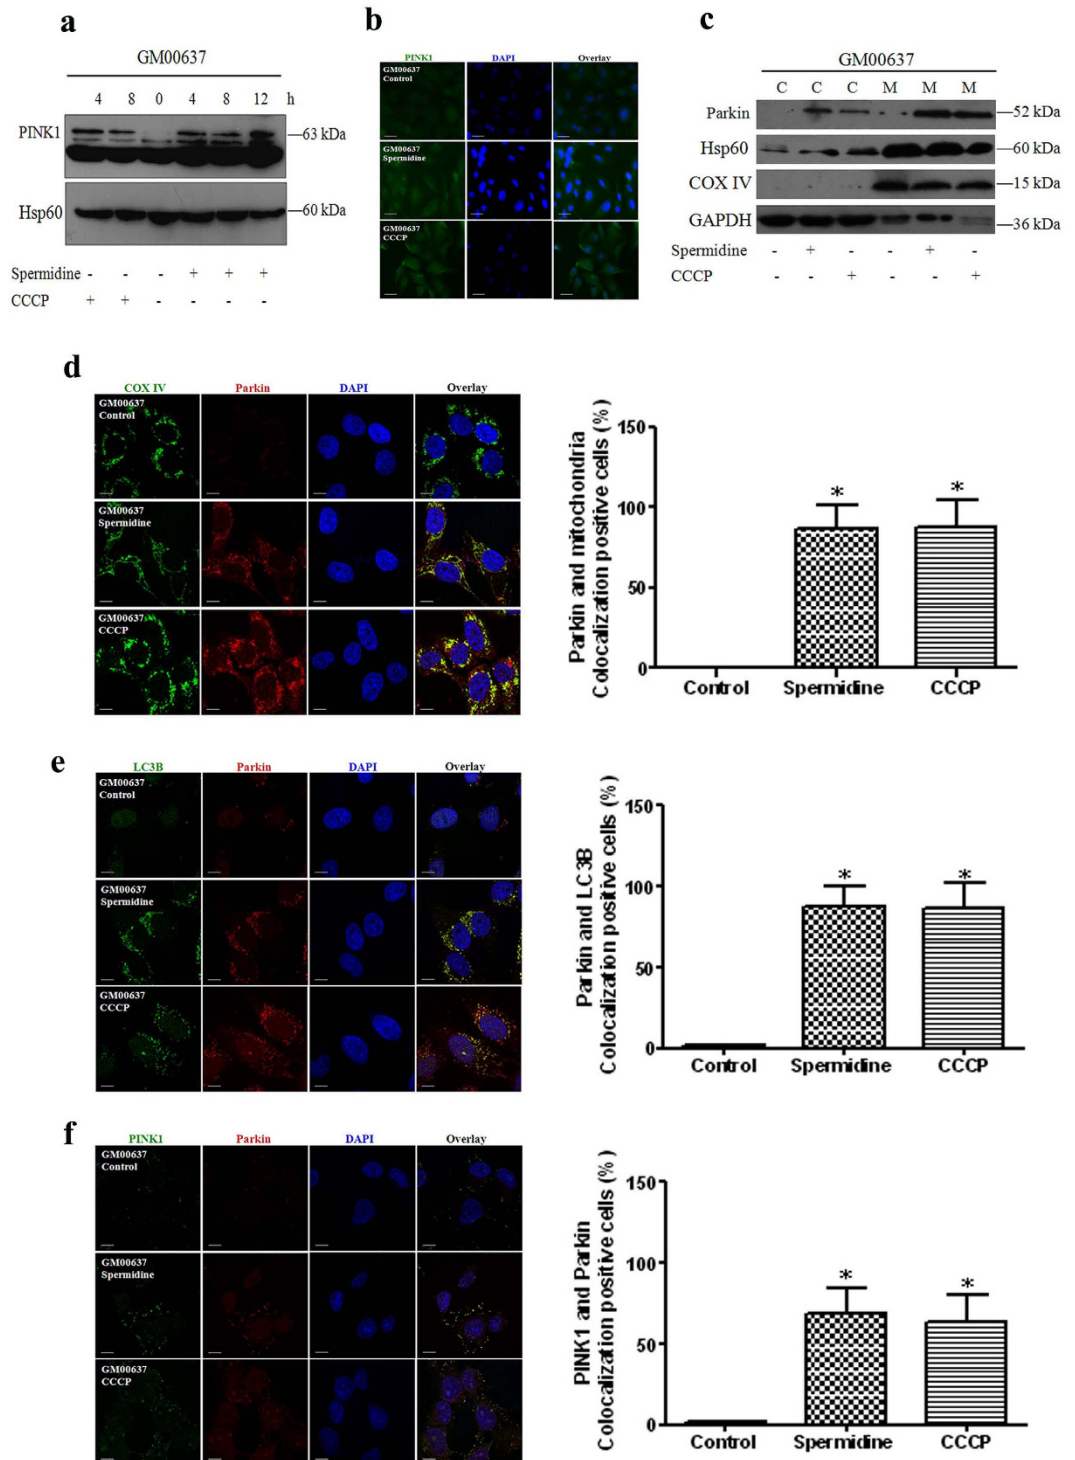 a
GM00637
4 8 0 4 8 12 h
PINK1
63 kDa
Hsp60
60 kDa
Spermidine - - - + + +
CCCP + + - - - -
b
PINK1 DAPI Overlay
GM00637
Control
GM00637
Spermidine
GM00637
CCCP
c
GM00637
C C C M M M
Parkin 52 kDa
Hsp60 60 kDa
COX IV 15 kDa
GAPDH 36 kDa
Spermidine - + - - + -
CCCP - - + - - +
d
COX IV Parkin DAPI Overlay
GM00637
Control
GM00637
Spermidine
GM00637
CCCP
Parkin and mitochondria
Colocalization positive cells (%)
150
100
50
0
* *
Control Spermidine CCCP
e
LC3B Parkin DAPI Overlay
GM00637
Control
GM00637
Spermidine
GM00637
CCCP
Parkin and LC3B
Colocalization positive cells (%)
150
100
50
0
* *
Control Spermidine CCCP
f
PINK1 Parkin DAPI Overlay
GM00637
Control
GM00637
Spermidine
GM00637
CCCP
PINK1 and Parkin
Colocalization positive cells (%)
150
100
50
0
* *
Control Spermidine CCCP